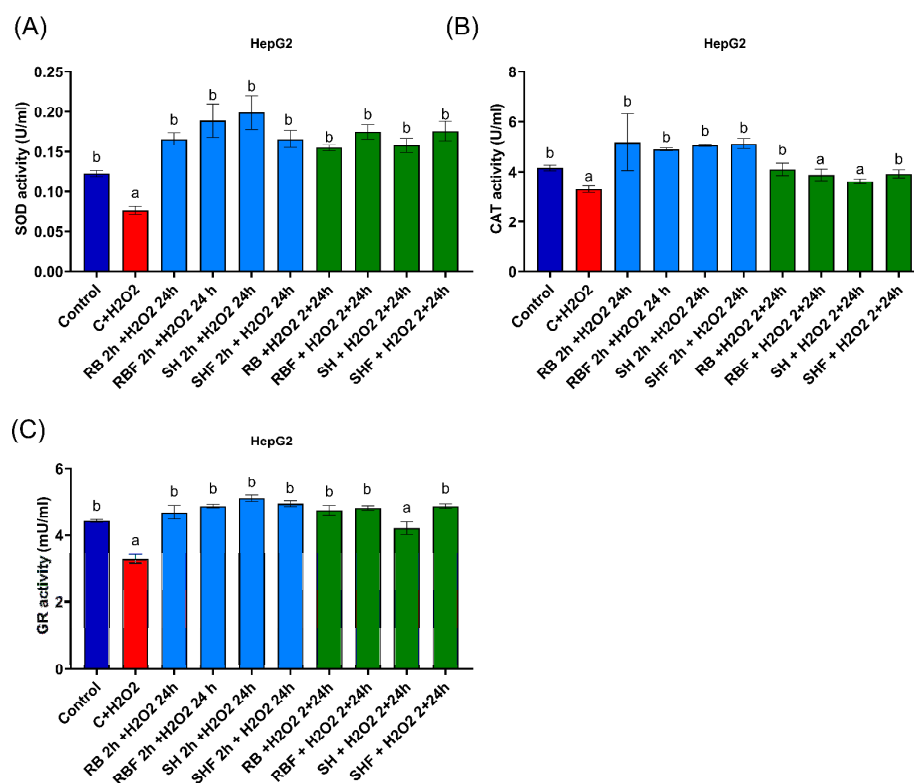 (A)
HepG2
SOD activity (U/ml)
0.25
0.20
0.15
0.10
0.05
0.00
b
a
b
b
b
b
b
b
b
b
Control
C+H2O2
RB 2h +H2O2 24h
RBF 2h +H2O2 24 h
SH 2h +H2O2 24h
SHF 2h + H2O2 24h
RB +H2O2 2+24h
RBF + H2O2 2+24h
SH + H2O2 2+24h
SHF + H2O2 2+24h
(B)
HepG2
CAT activity (U/ml)
8
6
4
2
0
b
a
b
b
b
b
b
a
a
b
Control
C+H2O2
RB 2h +H2O2 24h
RBF 2h +H2O2 24 h
SH 2h +H2O2 24h
SHF 2h + H2O2 24h
RB +H2O2 2+24h
RBF + H2O2 2+24h
SH + H2O2 2+24h
SHF + H2O2 2+24h
(C)
HepG2
GR activity (mU/ml)
6
4
2
0
b
a
b
b
b
b
b
b
a
b
Control
C+H2O2
RB 2h +H2O2 24h
RBF 2h +H2O2 24 h
SH 2h +H2O2 24h
SHF 2h + H2O2 24h
RB +H2O2 2+24h
RBF + H2O2 2+24h
SH + H2O2 2+24h
SHF + H2O2 2+24h